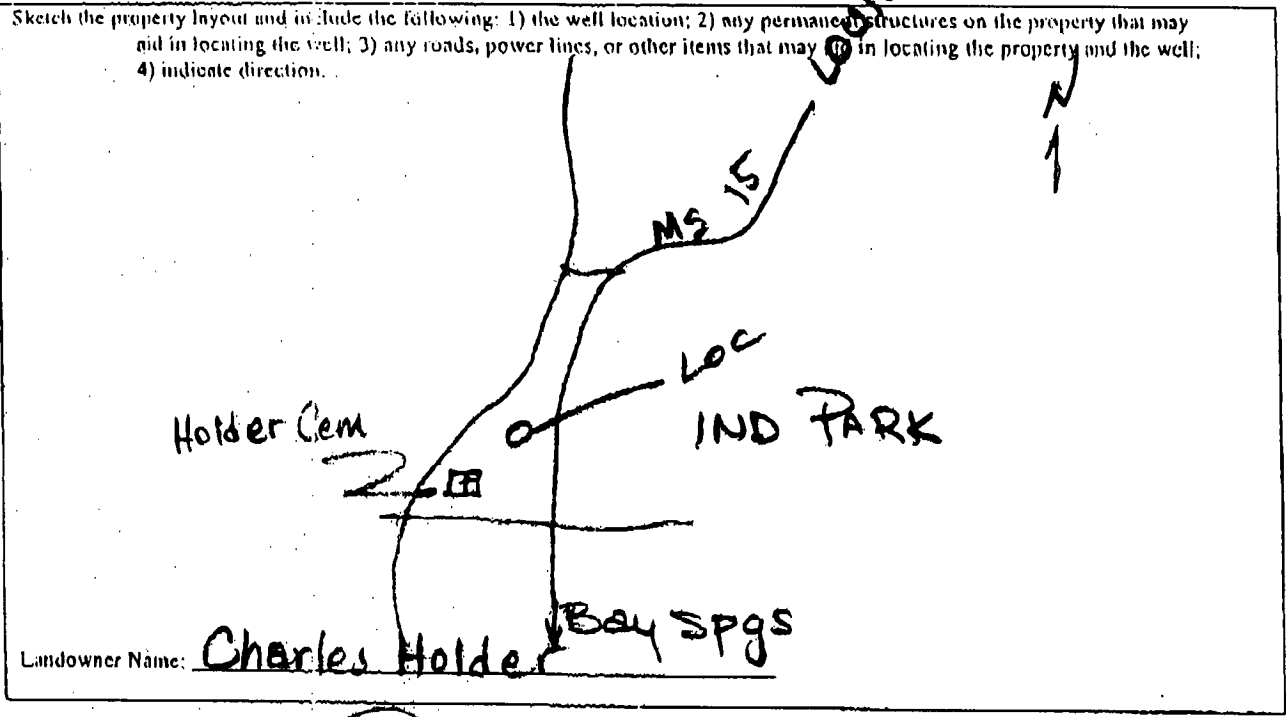 Sketch the property layout and include the following: 1) the well location; 2) any permanent structures on the property that may
aid in locating the well; 3) any roads, power lines, or other items that may aid in locating the property and the well;
4) indicate direction.
N
MS 15
LOC
Holder Cem
IND PARK
Bay Spgs
Landowner Name: Charles Holder